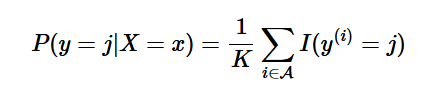 P(y = j|X = x) = \frac{1}{K} \sum_{i \in \mathcal{A}} I(y^{(i)} = j)